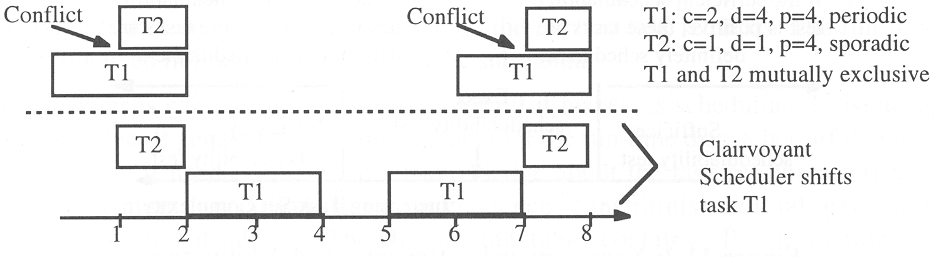 Conflict
T2
T1
Conflict
T2
T1
T1: c=2, d=4, p=4, periodic
T2: c=1, d=1, p=4, sporadic
T1 and T2 mutually exclusive
T2
T1
T1
T2
Clairvoyant
Scheduler shifts
task T1
1 2 3 4 5 6 7 8